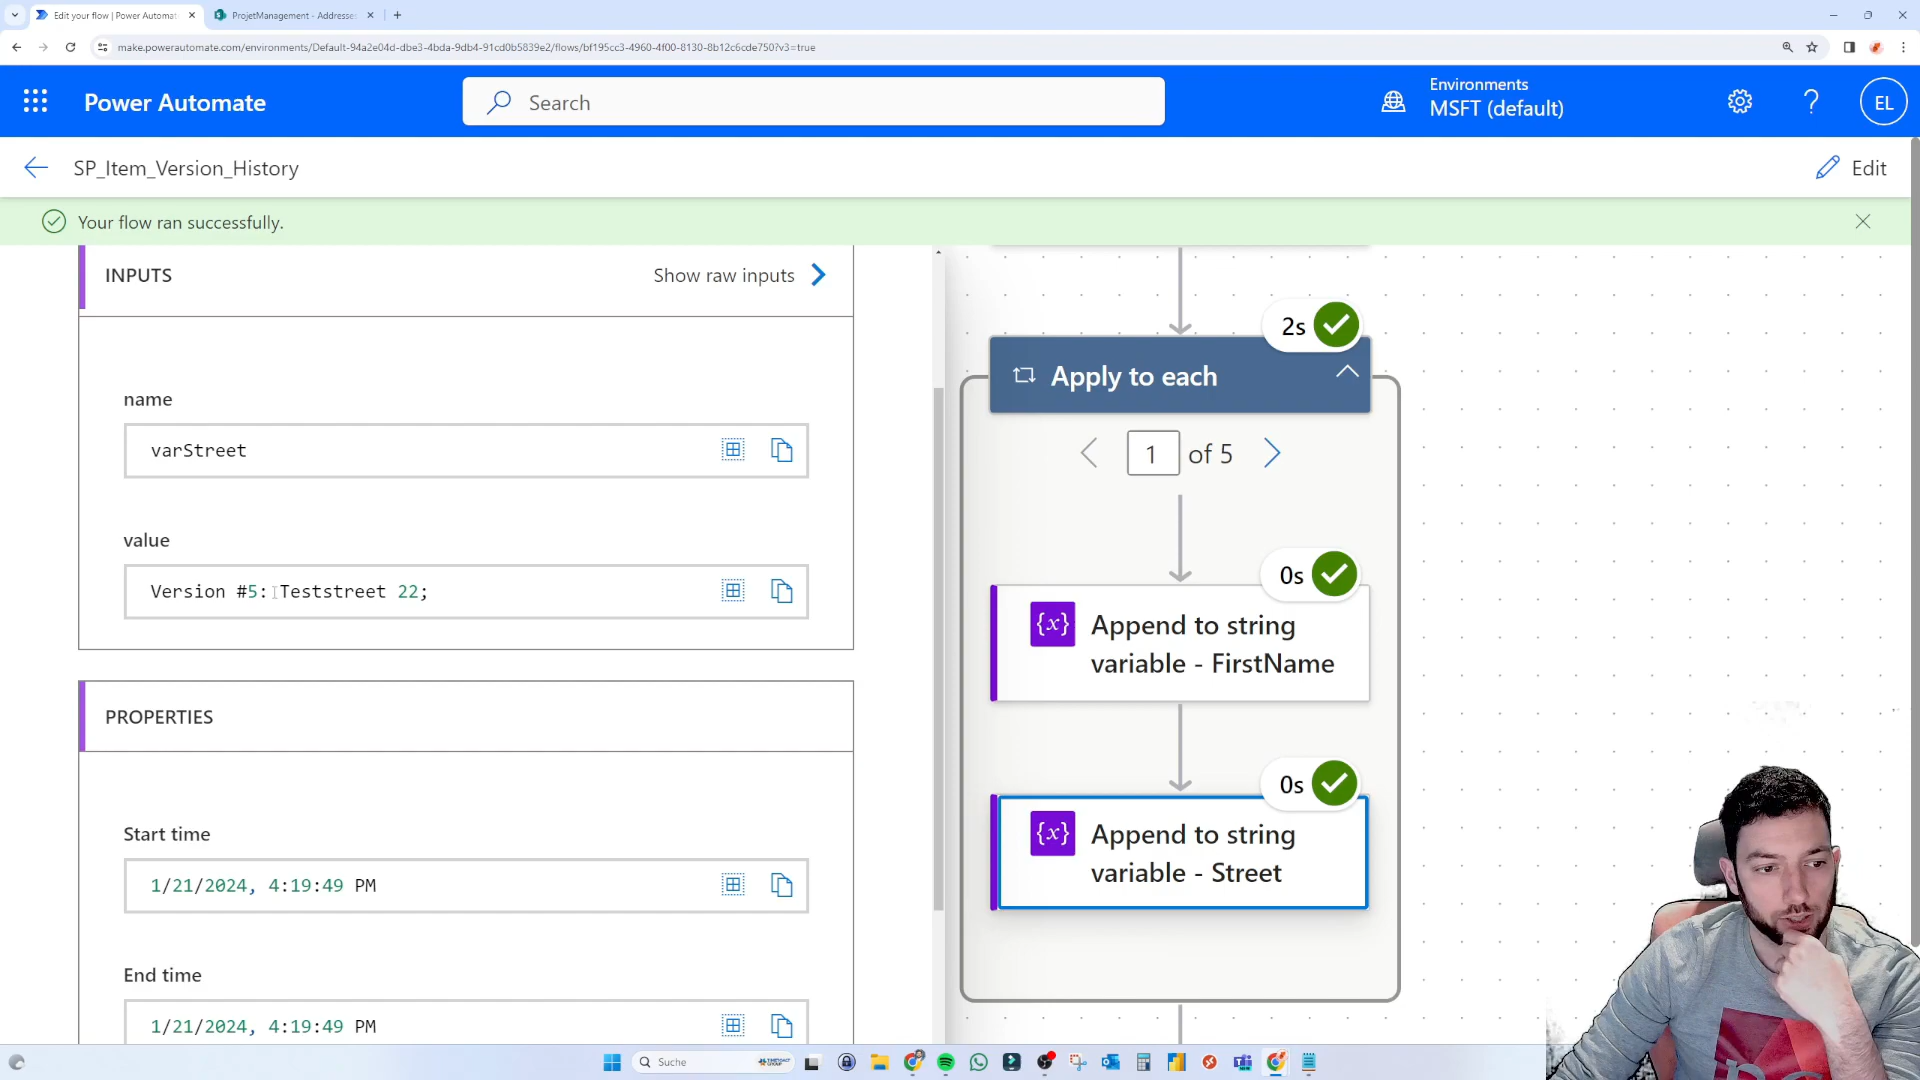 Edit your flow | Power Automat
ProjetManagement - Addresses
make.powerautomate.com/environments/Default-94a2e04d-dbe3-4bda-9db4-91cd0b5839e2/flows/bf195cc3-4960-4f00-8130-8b12c6cde750?v3=true
Power Automate
Search
Environments
MSFT (default)
?
EL
SP_Item_Version_History
Edit
Your flow ran successfully.
INPUTS
Show raw inputs
name
varStreet
value
Version #5: Teststreet 22;
PROPERTIES
Start time
1/21/2024, 4:19:49 PM
End time
1/21/2024, 4:19:49 PM
2s
Apply to each
1 of 5
0s
{x}
Append to string
variable - FirstName
0s
{x}
Append to string
variable - Street
Suche